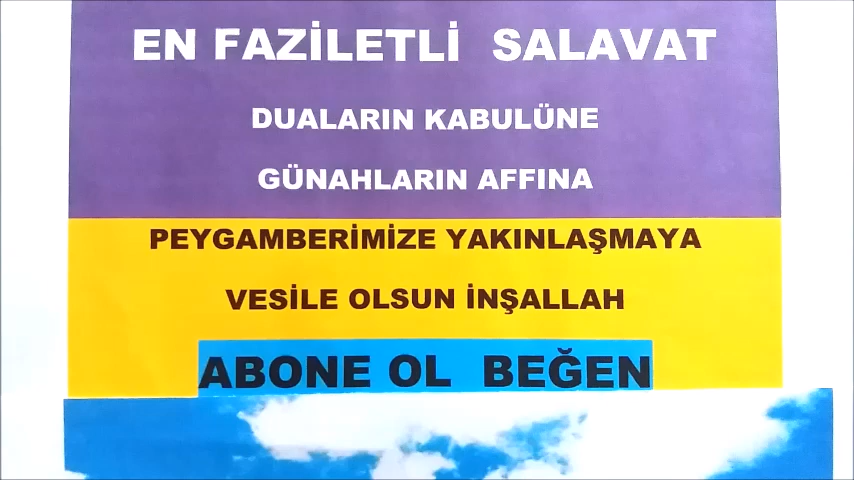 EN FAZİLETLİ SALAVAT
DUALARIN KABULÜNE
GÜNAHLARIN AFFINA
PEYGAMBERİMİZE YAKINLAŞMAYA
VESİLE OLSUN İNŞALLAH
ABONE OL BEĞEN